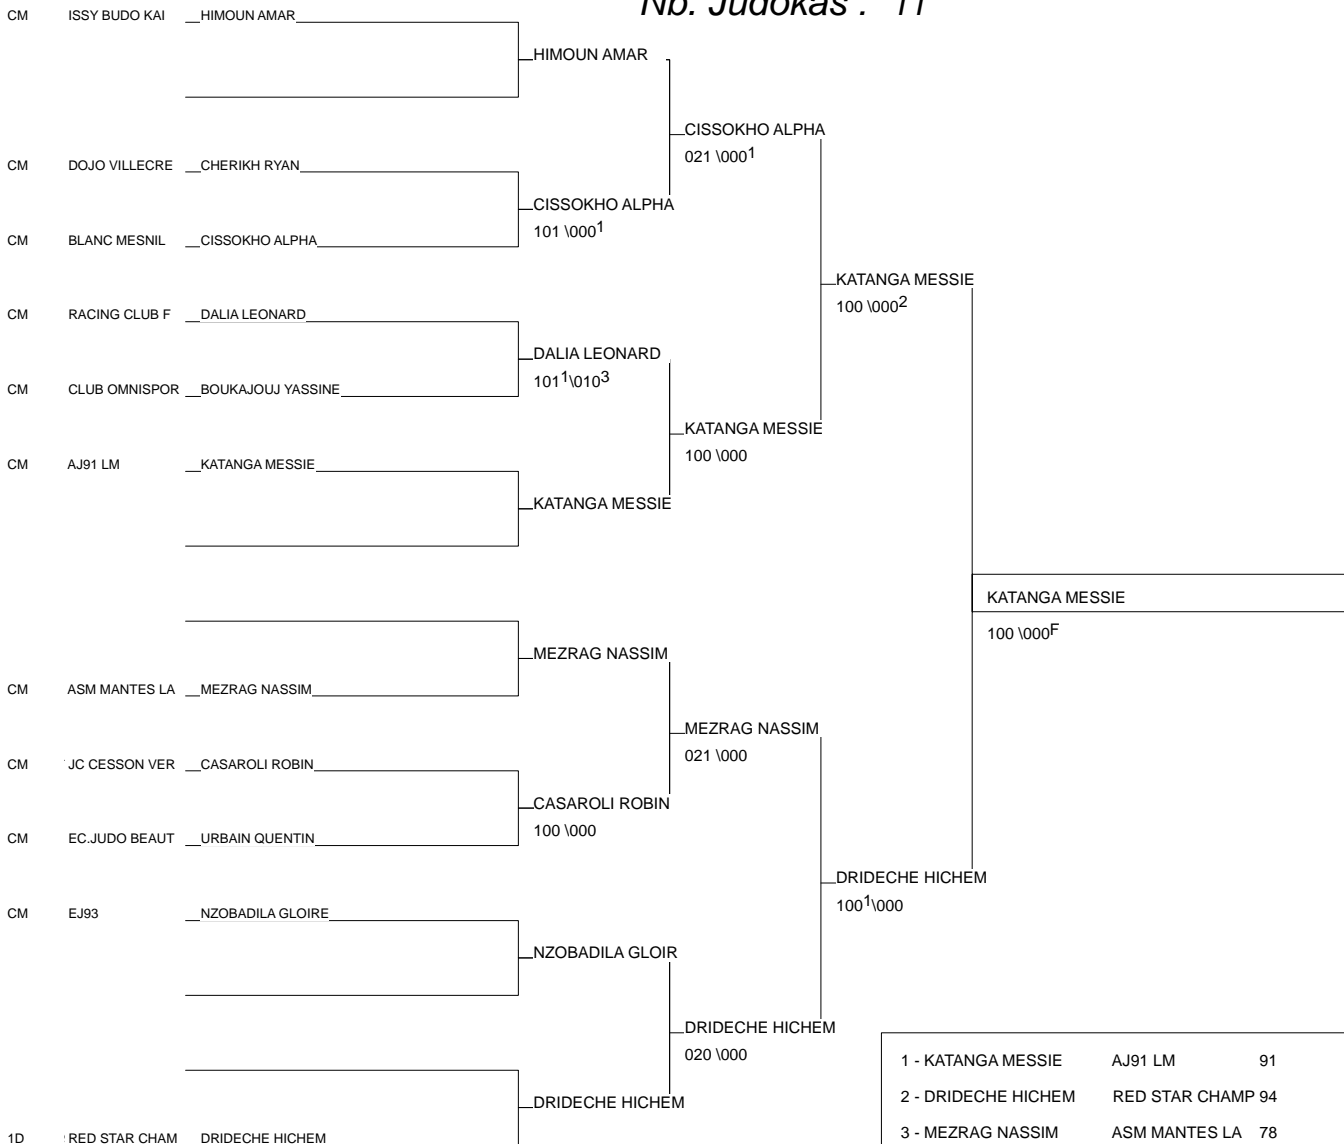 Nb. Judokas : 11
CM ISSY BUDO KAI HIMOUN AMAR
HIMOUN AMAR
CISSOKHO ALPHA
021 \000 1
CM DOJO VILLECRE CHERIKH RYAN
CISSOKHO ALPHA
101 \000 1
CM BLANC MESNIL CISSOKHO ALPHA
KATANGA MESSIE
100 \000 2
CM RACING CLUB F DALIA LEONARD
DALIA LEONARD
101 1 \010 3
CM CLUB OMNISPOR BOUKAJOUJ YASSINE
KATANGA MESSIE
100 \000
CM AJ91 LM KATANGA MESSIE
KATANGA MESSIE
KATANGA MESSIE
100 \000 F
MEZRAG NASSIM
CM ASM MANTES LA MEZRAG NASSIM
MEZRAG NASSIM
021 \000
CM JC CESSON VER CASAROLI ROBIN
CASAROLI ROBIN
100 \000
CM EC.JUDO BEAUT URBAIN QUENTIN
DRIDECHE HICHEM
100 1 \000
CM EJ93 NZOBADILA GLOIRE
NZOBADILA GLOIR
DRIDECHE HICHEM
020 \000
DRIDECHE HICHEM
1D RED STAR CHAM DRIDECHE HICHEM
1 - KATANGA MESSIE AJ91 LM 91
2 - DRIDECHE HICHEM RED STAR CHAMP 94
3 - MEZRAG NASSIM ASM MANTES LA 78